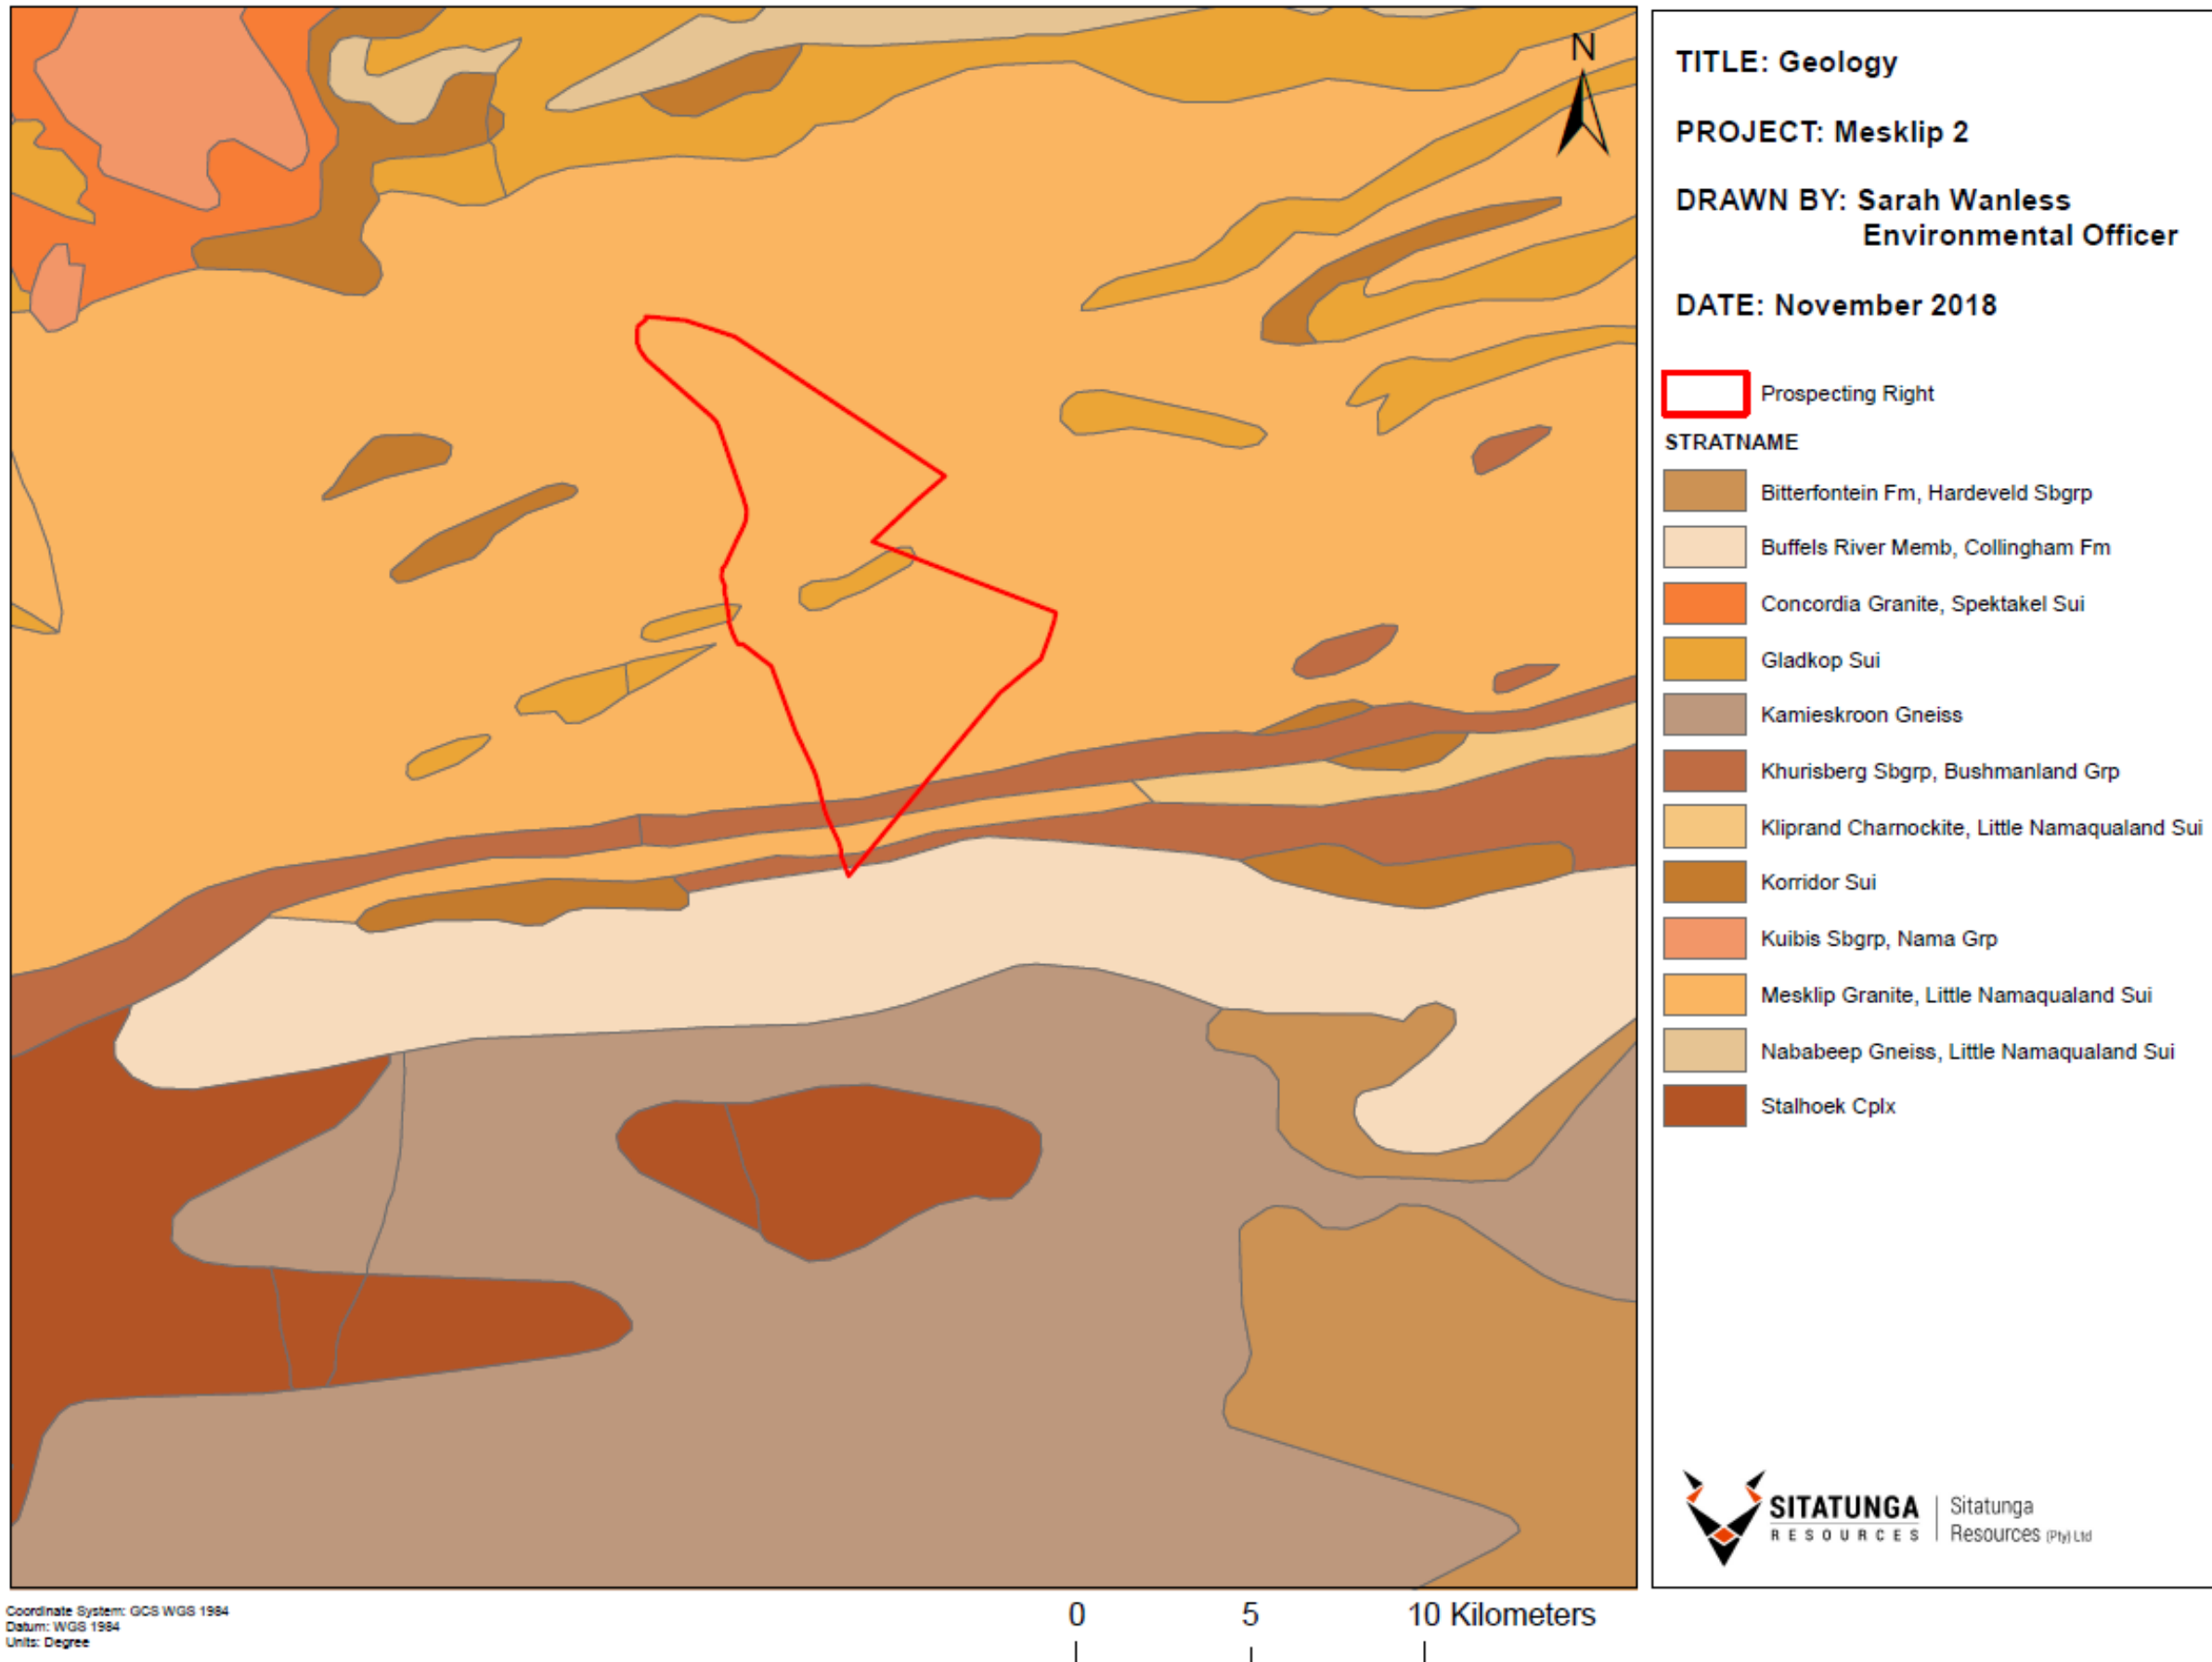 N
TITLE: Geology
PROJECT: Mesklip 2
DRAWN BY: Sarah Wanless
Environmental Officer
DATE: November 2018
Prospecting Right
STRATNAME
Bitterfontein Fm, Hardeveld Sbgrp
Buffels River Memb, Collingham Fm
Concordia Granite, Spektakel Sui
Gladkop Sui
Kamieskroon Gneiss
Khurisberg Sbgrp, Bushmanland Grp
Kliprand Charnockite, Little Namaqualand Sui
Korridor Sui
Kuibis Sbgrp, Nama Grp
Mesklip Granite, Little Namaqualand Sui
Nababeep Gneiss, Little Namaqualand Sui
Stalhoek Cplx
SITATUNGA
RESOURCES
Sitatunga
Resources (Pty) Ltd
Coordinate System: GCS WGS 1984
Datum: WGS 1984
Units: Degree
0 5 10 Kilometers